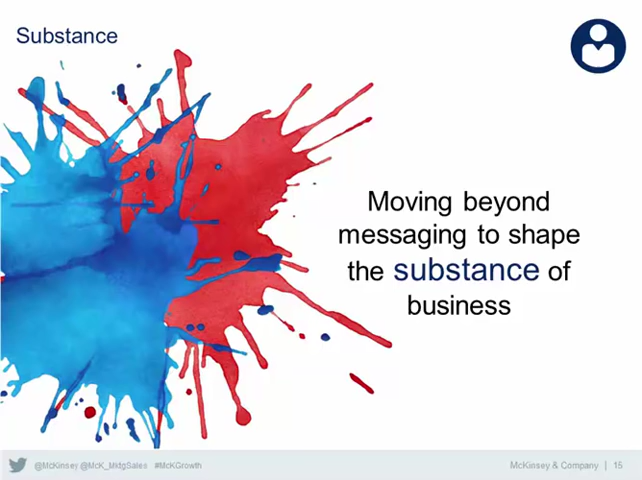 Substance
Moving beyond
messaging to shape
the substance of
business
@McKinsey @McK_MktgSales #McKGrowth
McKinsey & Company | 15